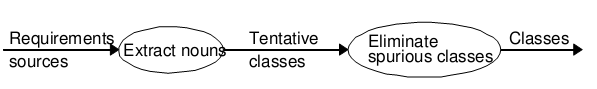 Requirements
sources
Extract nouns
Tentative
classes
Eliminate
spurious classes
Classes